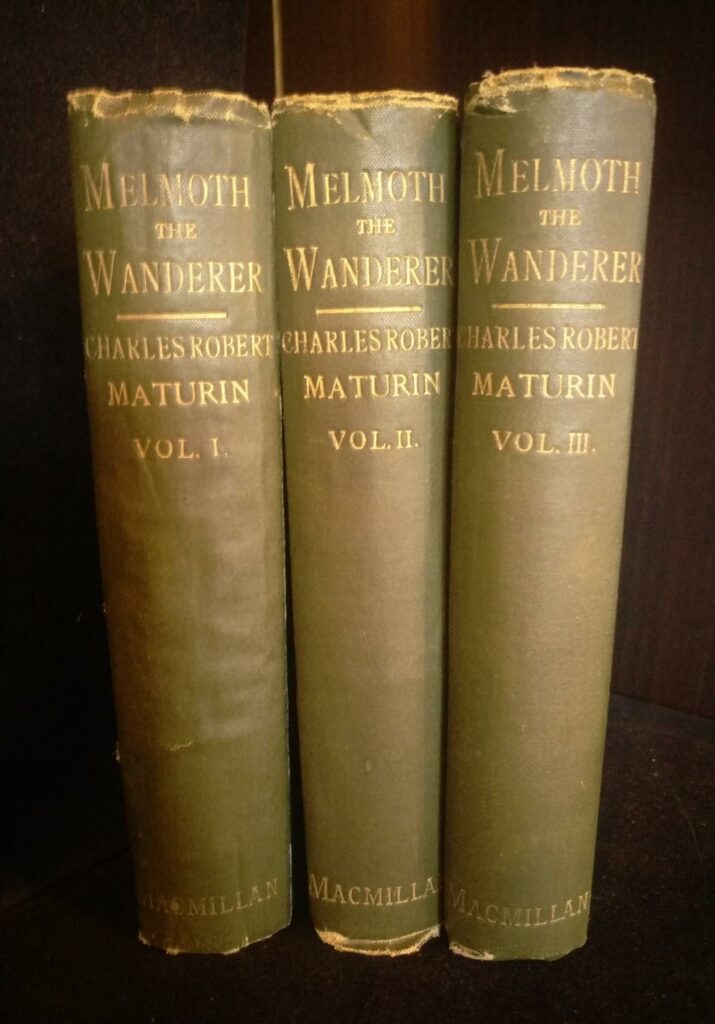 MELMOTH
THE
WANDERER
CHARLES ROBERT
MATURIN
VOL. I.
MACMILLAN
MELMOTH
THE
WANDERER
CHARLES ROBER
MATURIN
VOL. II.
MACMILLA
MELMOTH
THE
WANDERER
CHARLES ROBERT
MATURIN
VOL. III.
MACMILLAN